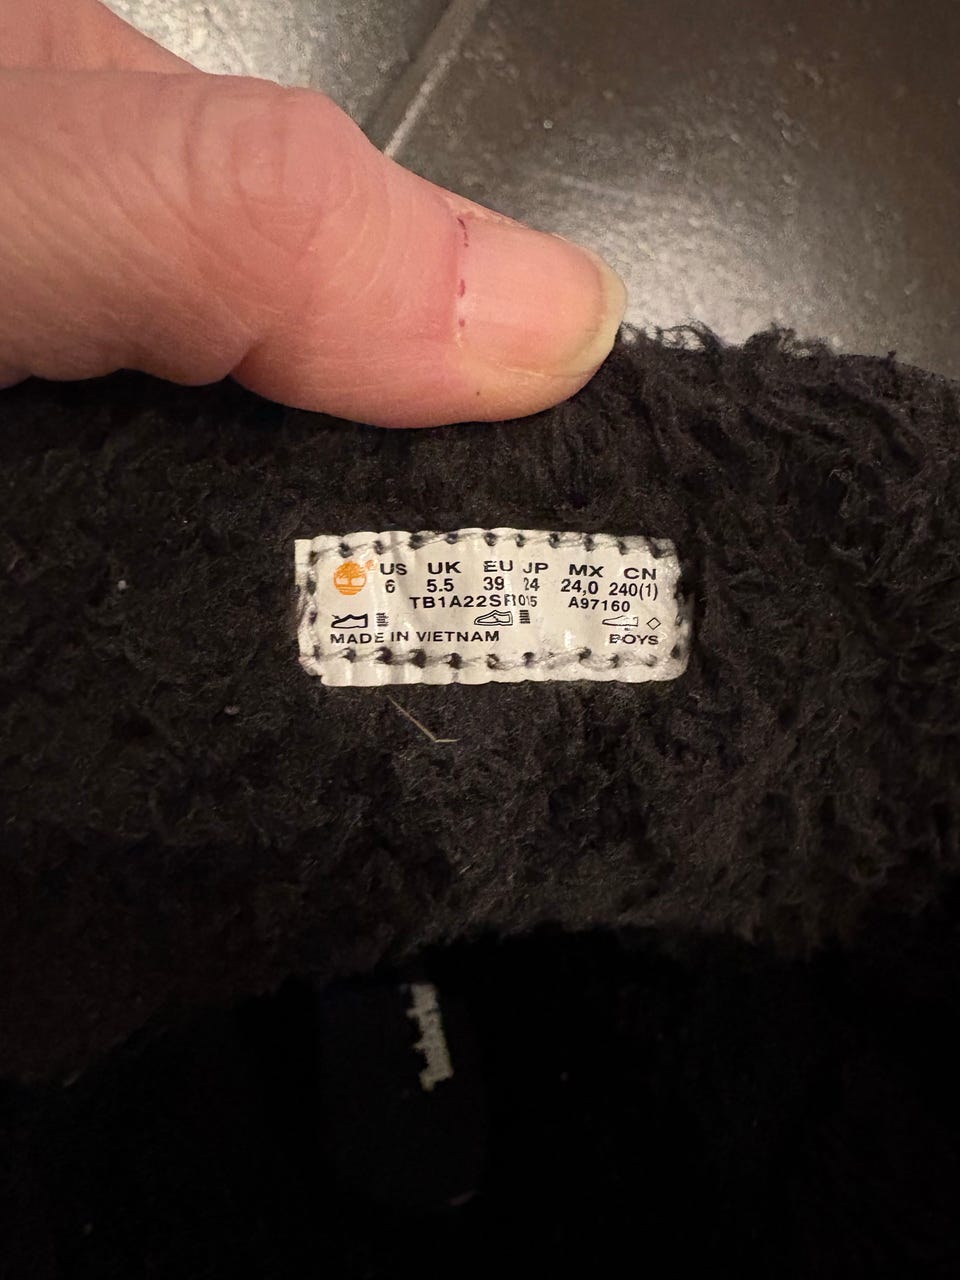 US UK EU JP MX CN
6 5.5 39 24 24,0 240(1)
TB1A22SR015 A97160
MADE IN VIETNAM BOYS